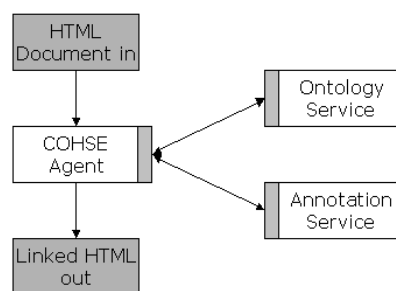 HTML
Document in
COHSE
Agent
Linked HTML
out
Ontology
Service
Annotation
Service